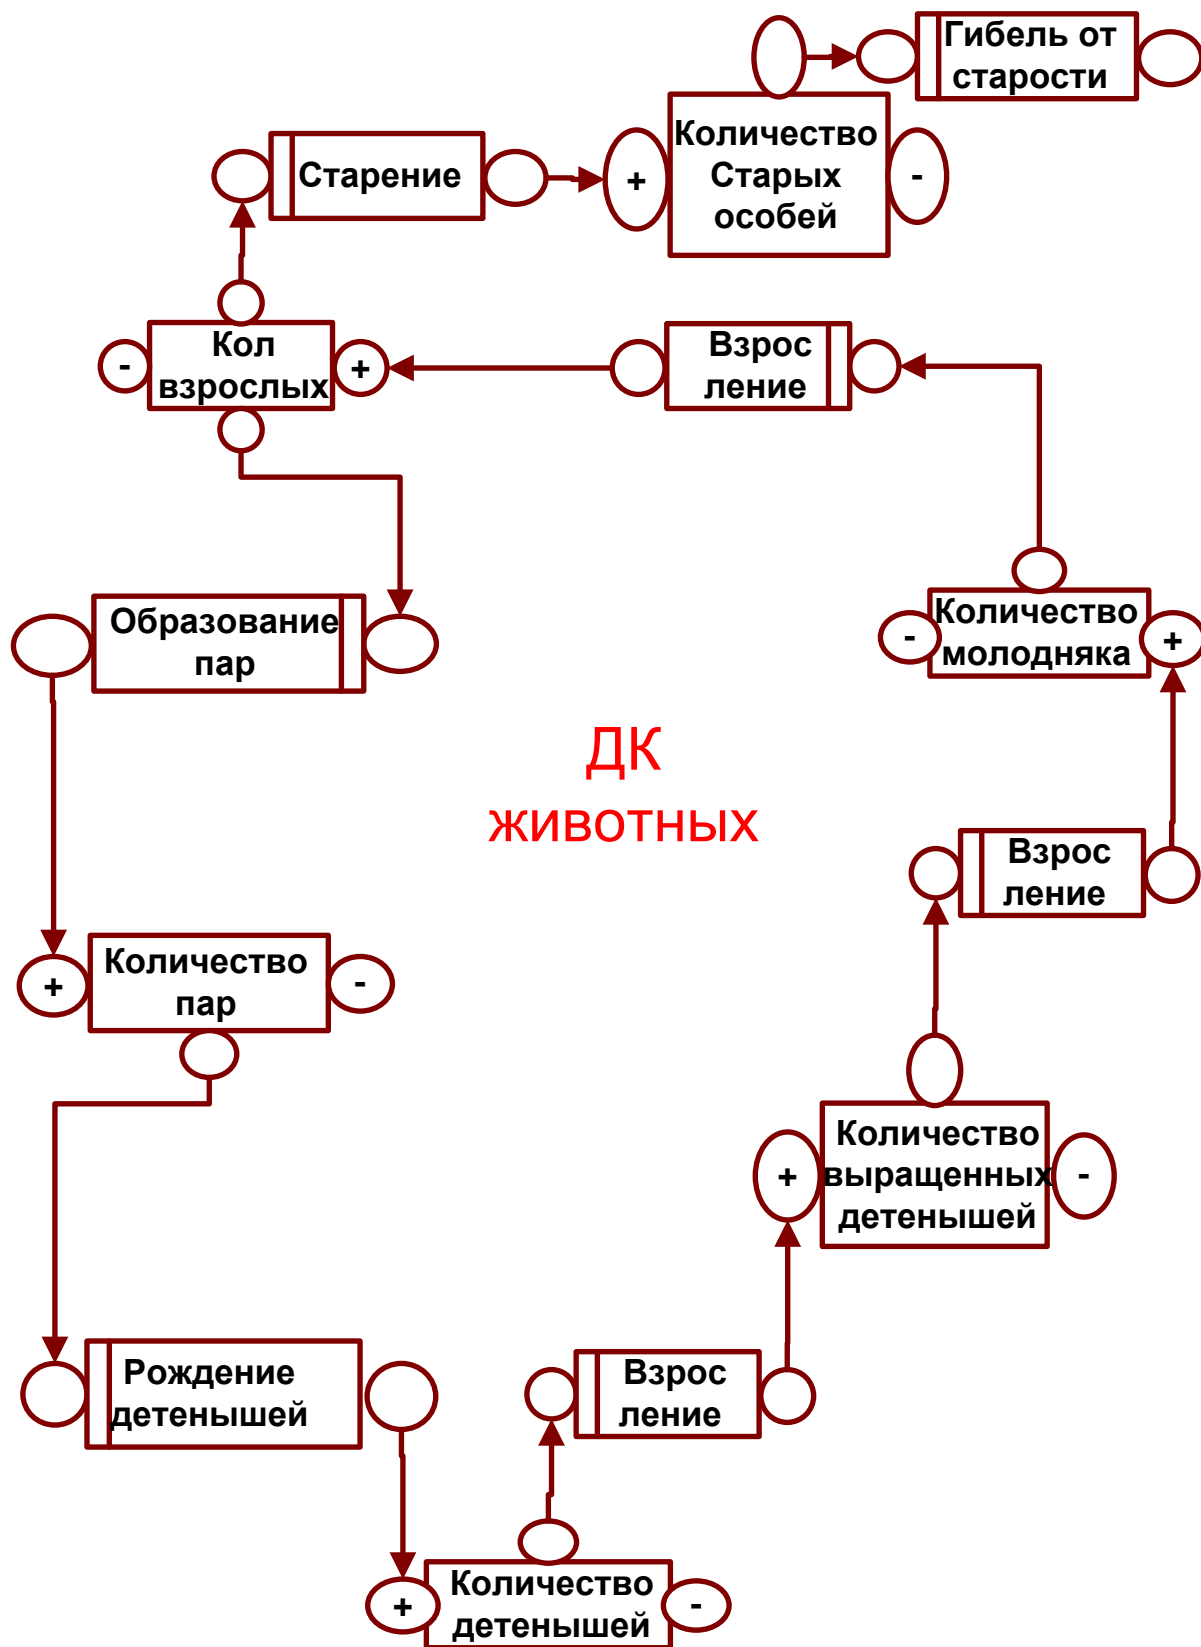 Гибель от
старости
+
Количество
Старых
особей
-
Старение
-
Кол
взрослых
+
Взрос
ление
Образование
пар
-
Количество
молодняка
+
ДК
животных
Взрос
ление
+
Количество
пар
-
+
Количество
выращенных
детенышей
-
Рождение
детенышей
Взрос
ление
+
Количество
детенышей
-